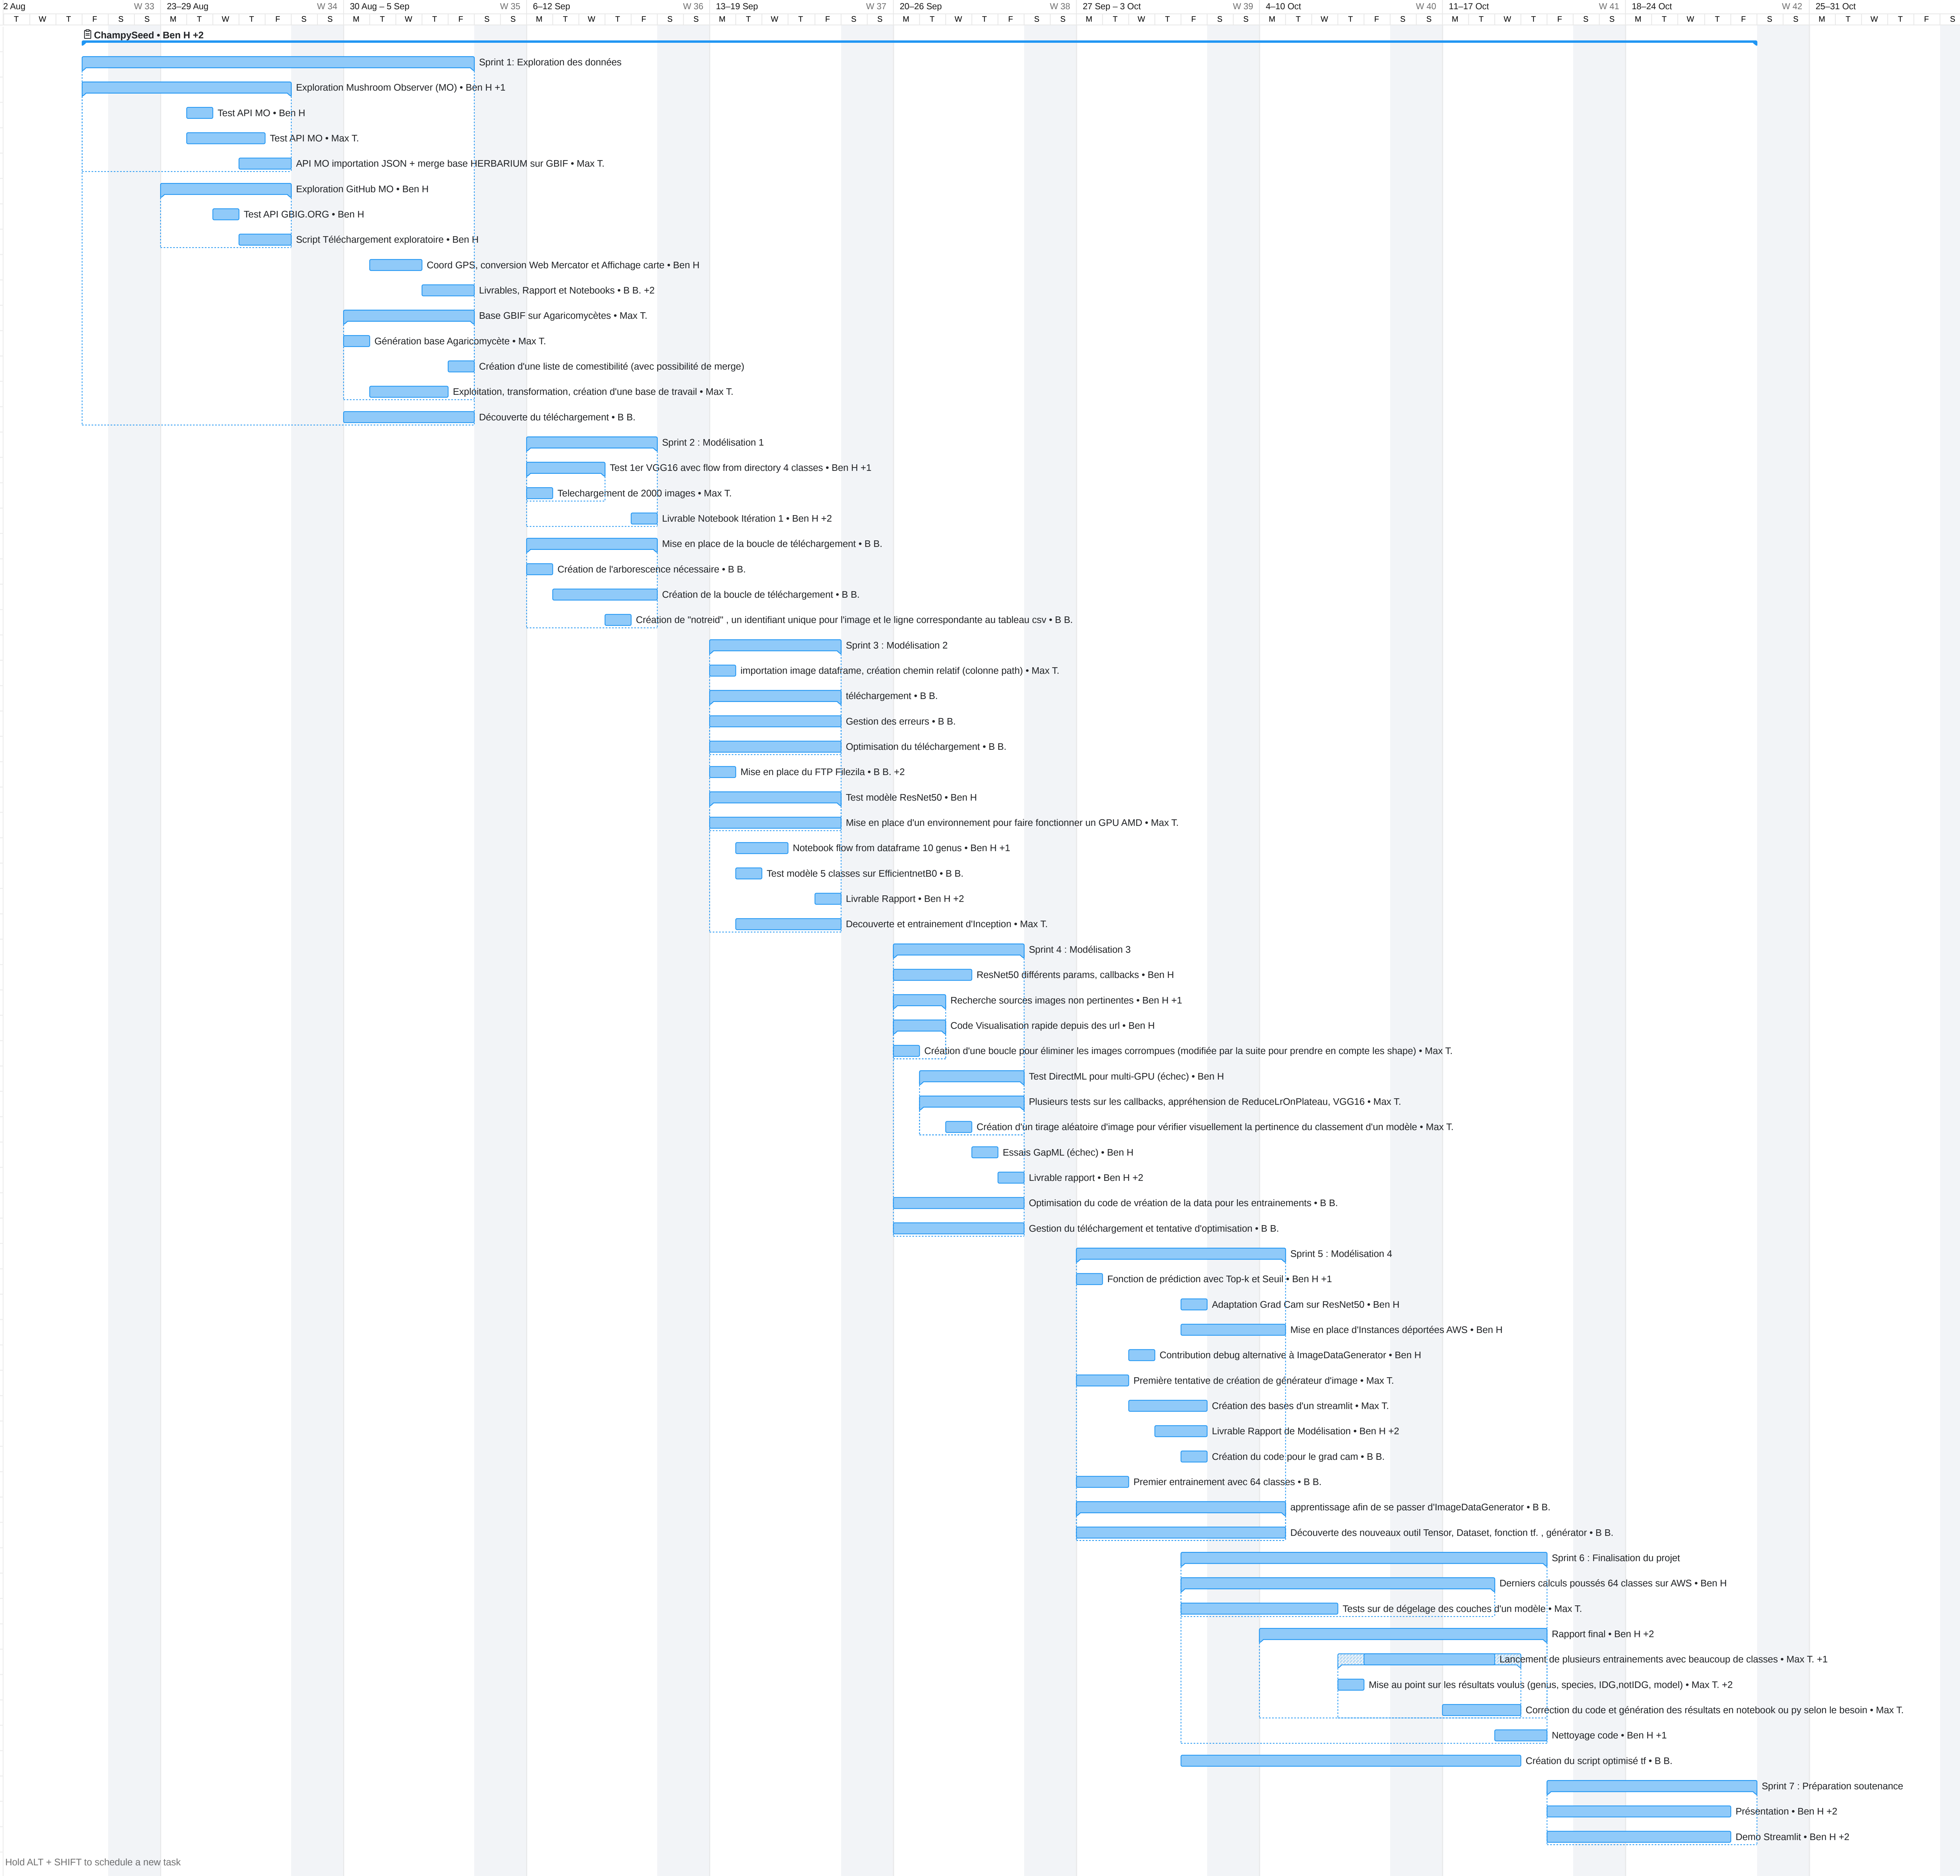 2 Aug W 33 23–29 Aug W 34 30 Aug – 5 Sep W 35 6–12 Sep W 36 13–19 Sep W 37 20–26 Sep W 38 27 Sep – 3 Oct W 39 4–10 Oct W 40 11–17 Oct W 41 18–24 Oct W 42 25–31 Oct
T W T F S S M T W T F S S M T W T F S S M T W T F S S M T W T F S S M T W T F S S M T W T F S S M T W T F S S M T W T F S S M T W T F S S M T W T F S
ChampySeed • Ben H +2
Sprint 1: Exploration des données
Exploration Mushroom Observer (MO) • Ben H +1
Test API MO • Ben H
Test API MO • Max T.
API MO importation JSON + merge base HERBARIUM sur GBIF • Max T.
Exploration GitHub MO • Ben H
Test API GBIG.ORG • Ben H
Script Téléchargement exploratoire • Ben H
Coord GPS, conversion Web Mercator et Affichage carte • Ben H
Livrables, Rapport et Notebooks • B B. +2
Base GBIF sur Agaricomycètes • Max T.
Génération base Agaricomycète • Max T.
Création d'une liste de comestibilité (avec possibilité de merge)
Exploitation, transformation, création d'une base de travail • Max T.
Découverte du téléchargement • B B.
Sprint 2 : Modélisation 1
Test 1er VGG16 avec flow from directory 4 classes • Ben H +1
Telechargement de 2000 images • Max T.
Livrable Notebook Itération 1 • Ben H +2
Mise en place de la boucle de téléchargement • B B.
Création de l'arborescence nécessaire • B B.
Création de la boucle de téléchargement • B B.
Création de "notreid" , un identifiant unique pour l'image et le ligne correspondante au tableau csv • B B.
Sprint 3 : Modélisation 2
importation image dataframe, création chemin relatif (colonne path) • Max T.
téléchargement • B B.
Gestion des erreurs • B B.
Optimisation du téléchargement • B B.
Mise en place du FTP Filezila • B B. +2
Test modèle ResNet50 • Ben H
Mise en place d'un environnement pour faire fonctionner un GPU AMD • Max T.
Notebook flow from dataframe 10 genus • Ben H +1
Test modèle 5 classes sur EfficientnetB0 • B B.
Livrable Rapport • Ben H +2
Decouverte et entrainement d'Inception • Max T.
Sprint 4 : Modélisation 3
ResNet50 différents params, callbacks • Ben H
Recherche sources images non pertinentes • Ben H +1
Code Visualisation rapide depuis des url • Ben H
Création d'une boucle pour éliminer les images corrompues (modifiée par la suite pour prendre en compte les shape) • Max T.
Test DirectML pour multi-GPU (échec) • Ben H
Plusieurs tests sur les callbacks, appréhension de ReduceLrOnPlateau, VGG16 • Max T.
Création d'un tirage aléatoire d'image pour vérifier visuellement la pertinence du classement d'un modèle • Max T.
Essais GapML (échec) • Ben H
Livrable rapport • Ben H +2
Optimisation du code de vréation de la data pour les entrainements • B B.
Gestion du téléchargement et tentative d'optimisation • B B.
Sprint 5 : Modélisation 4
Fonction de prédiction avec Top-k et Seuil • Ben H +1
Adaptation Grad Cam sur ResNet50 • Ben H
Mise en place d'Instances déportées AWS • Ben H
Contribution debug alternative à ImageDataGenerator • Ben H
Première tentative de création de générateur d'image • Max T.
Création des bases d'un streamlit • Max T.
Livrable Rapport de Modélisation • Ben H +2
Création du code pour le grad cam • B B.
Premier entrainement avec 64 classes • B B.
apprentissage afin de se passer d'ImageDataGenerator • B B.
Découverte des nouveaux outil Tensor, Dataset, fonction tf. , générator • B B.
Sprint 6 : Finalisation du projet
Derniers calculs poussés 64 classes sur AWS • Ben H
Tests sur de dégelage des couches d'un modèle • Max T.
Rapport final • Ben H +2
Lancement de plusieurs entrainements avec beaucoup de classes • Max T. +1
Mise au point sur les résultats voulus (genus, species, IDG,notIDG, model) • Max T. +2
Correction du code et génération des résultats en notebook ou py selon le besoin • Max T.
Nettoyage code • Ben H +1
Création du script optimisé tf • B B.
Sprint 7 : Préparation soutenance
Présentation • Ben H +2
Demo Streamlit • Ben H +2
Hold ALT + SHIFT to schedule a new task